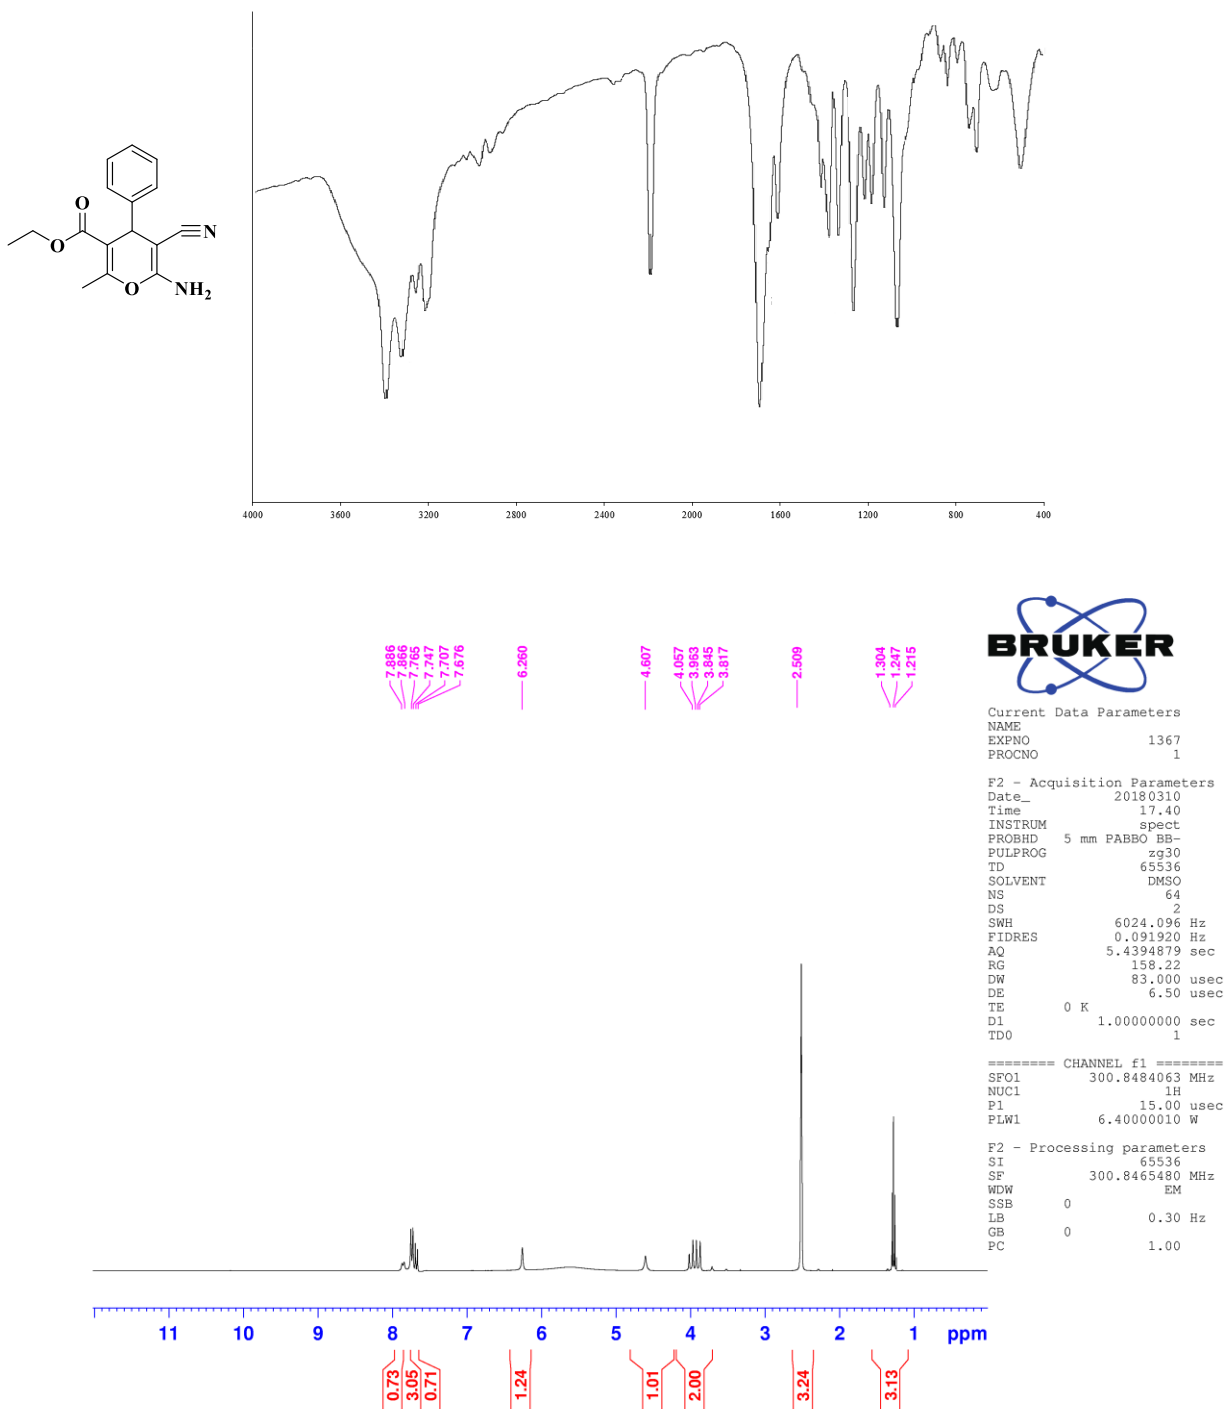 O
O
N
O
NH2
4000
3600
3200
2800
2400
2000
1600
1200
800
400
BRUKER
7.886
7.866
7.765
7.747
7.707
7.676
6.260
4.607
4.057
3.963
3.845
3.817
2.509
1.304
1.247
1.215
Current Data Parameters
NAME
EXPNO 1367
PROCNO 1
F2 - Acquisition Parameters
Date_ 20180310
Time 17.40
INSTRUM spect
PROBHD 5 mm PABBO BB-
PULPROG zg30
TD 65536
SOLVENT DMSO
NS 64
DS 2
SWH 6024.096 Hz
FIDRES 0.091920 Hz
AQ 5.4394879 sec
RG 158.22
DW 83.000 usec
DE 6.50 usec
TE 0 K
D1 1.00000000 sec
TD0 1
======== CHANNEL f1 ========
SFO1 300.8484063 MHz
NUC1 1H
P1 15.00 usec
PLW1 6.40000010 W
F2 - Processing parameters
SI 65536
SF 300.8465480 MHz
WDW EM
SSB 0
LB 0.30 Hz
GB 0
PC 1.00
11 10 9 8 7 6 5 4 3 2 1 ppm
0.73
3.05
0.71
1.24
1.01
2.00
3.24
3.13